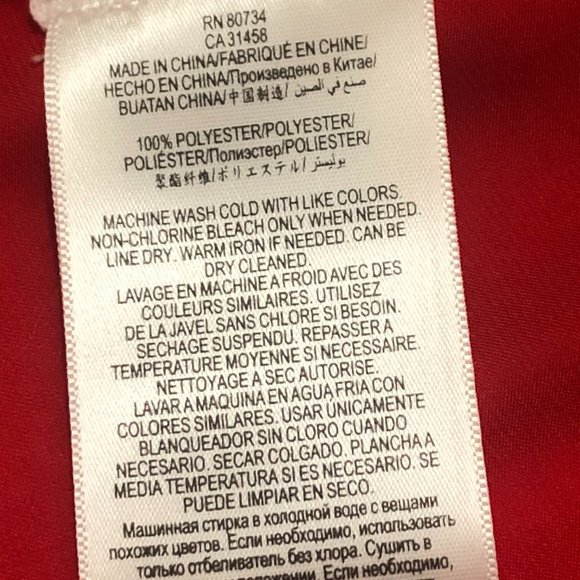 RN 80734
CA 31458
MADE IN CHINA/FABRIQUÉ EN CHINE/
HECHO EN CHINA/Произведено в Китае/
BUATAN CHINA/中国制造/صنع في الصين/
100% POLYESTER/POLYESTER/
POLIÉSTER/Полиэстер/POLIESTER/
聚酯纤维/ポリエステル/بوليستر/
MACHINE WASH COLD WITH LIKE COLORS.
NON-CHLORINE BLEACH ONLY WHEN NEEDED.
LINE DRY. WARM IRON IF NEEDED. CAN BE
DRY CLEANED.
LAVAGE EN MACHINE A FROID AVEC DES
COULEURS SIMILAIRES. UTILISEZ
DE LA JAVEL SANS CHLORE SI BESOIN.
SECHAGE SUSPENDU. REPASSER A
TEMPERATURE MOYENNE SI NECESSAIRE.
NETTOYAGE A SEC AUTORISE.
LAVAR A MAQUINA EN AGUA FRIA CON
COLORES SIMILARES. USAR UNICAMENTE
BLANQUEADOR SIN CLORO CUANDO
NECESARIO. SECAR COLGADO. PLANCHA A
MEDIA TEMPERATURA SI ES NECESARIO. SE
PUEDE LIMPIAR EN SECO.
Машинная стирка в холодной воде с вещами
похожих цветов. Если необходимо, использовать
только отбеливатель без хлора. Сушить в
положении. Если необходимо,